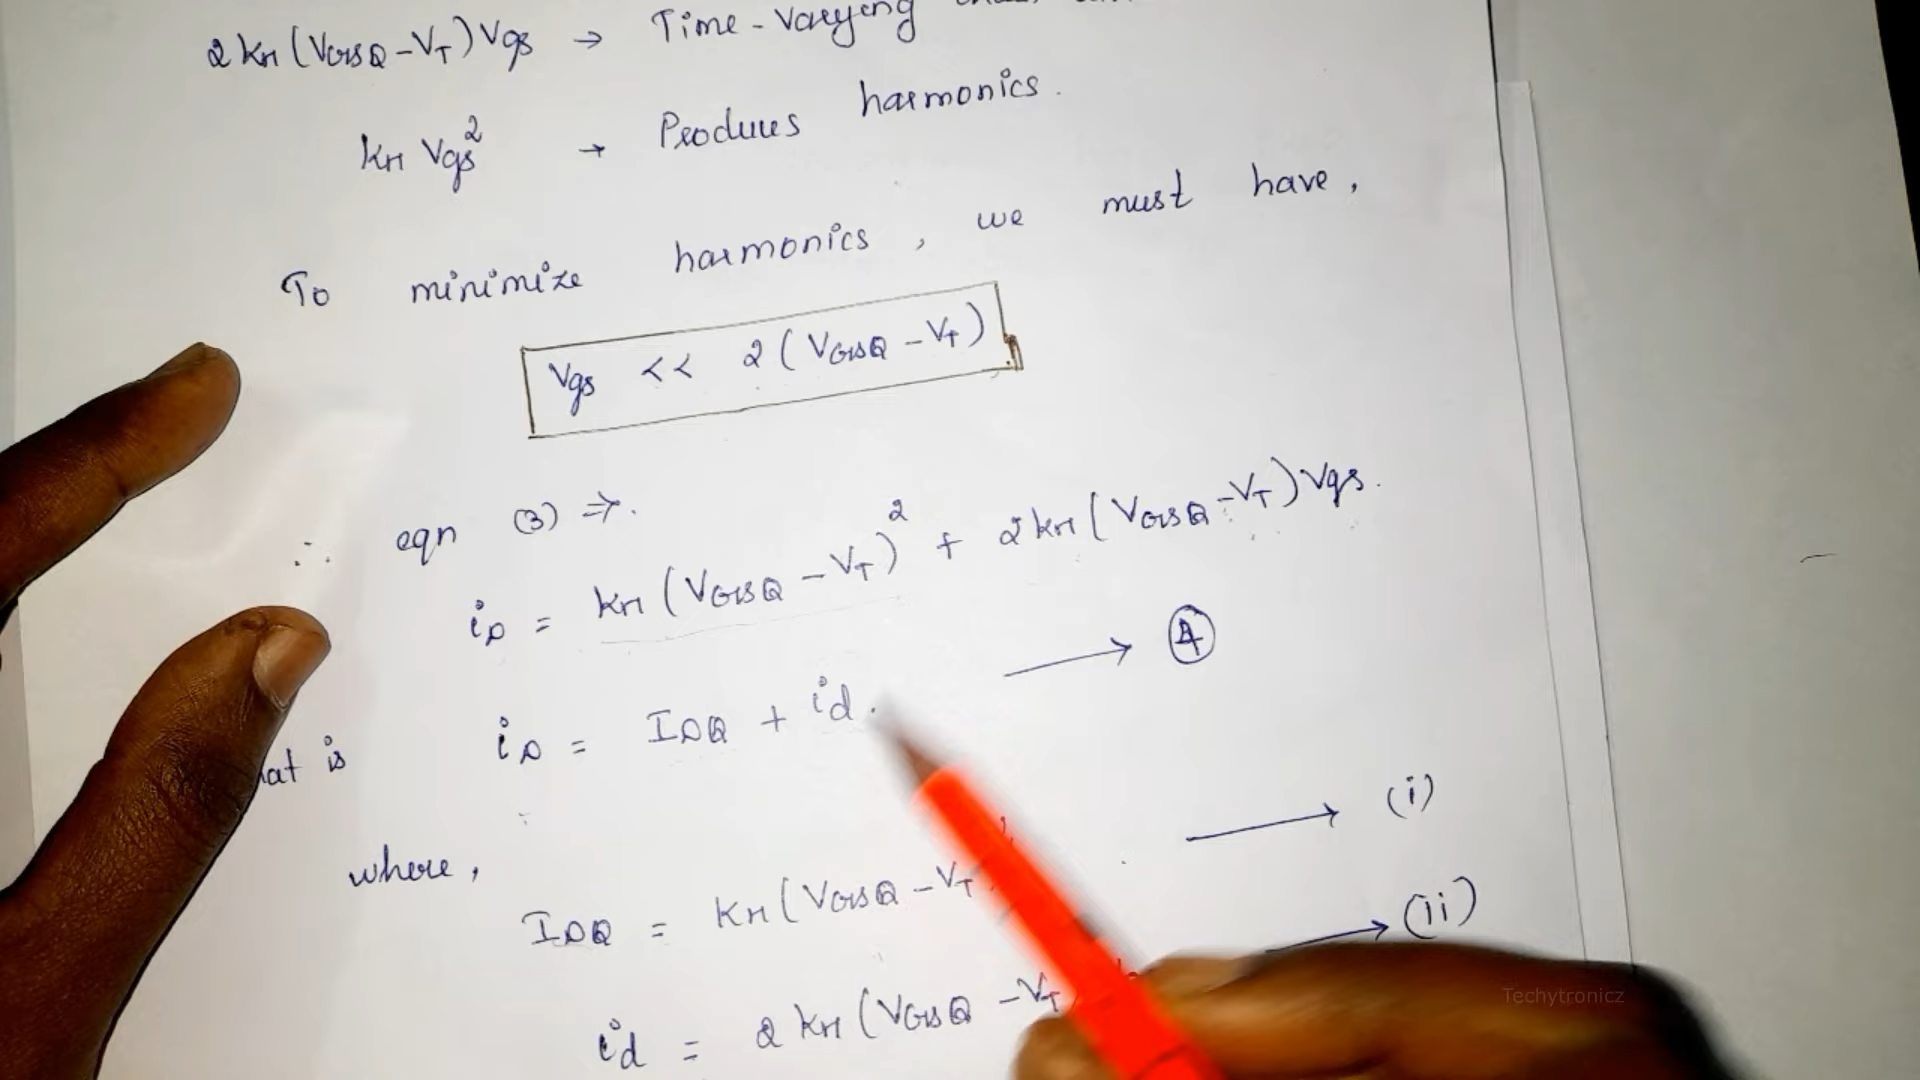 2Kn(VGSQ-VT)Vgs → Time-Varying
Kn Vgs² → Produces harmonics.
To minimize harmonics, we must have,
Vgs << 2(VGSQ-VT)
∴ eqn (3) ⇒.
iD = Kn(VGSQ-VT)² + 2Kn(VGSQ-VT)Vgs.
→ 4
hat is iD = IDQ + id.
where,
IDQ = Kn(VGSQ-VT → (i)
id = 2Kn(VGSQ-VT → (ii)
Techytronicz